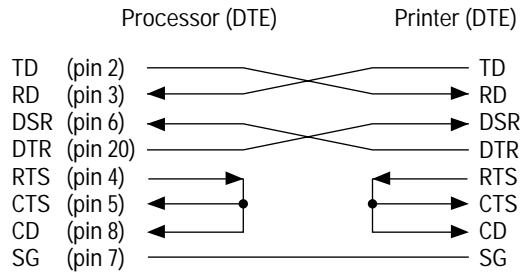 Processor (DTE) Printer (DTE)
TD (pin 2) TD
RD (pin 3) RD
DSR (pin 6) DSR
DTR (pin 20) DTR
RTS (pin 4) RTS
CTS (pin 5) CTS
CD (pin 8) CD
SG (pin 7) SG